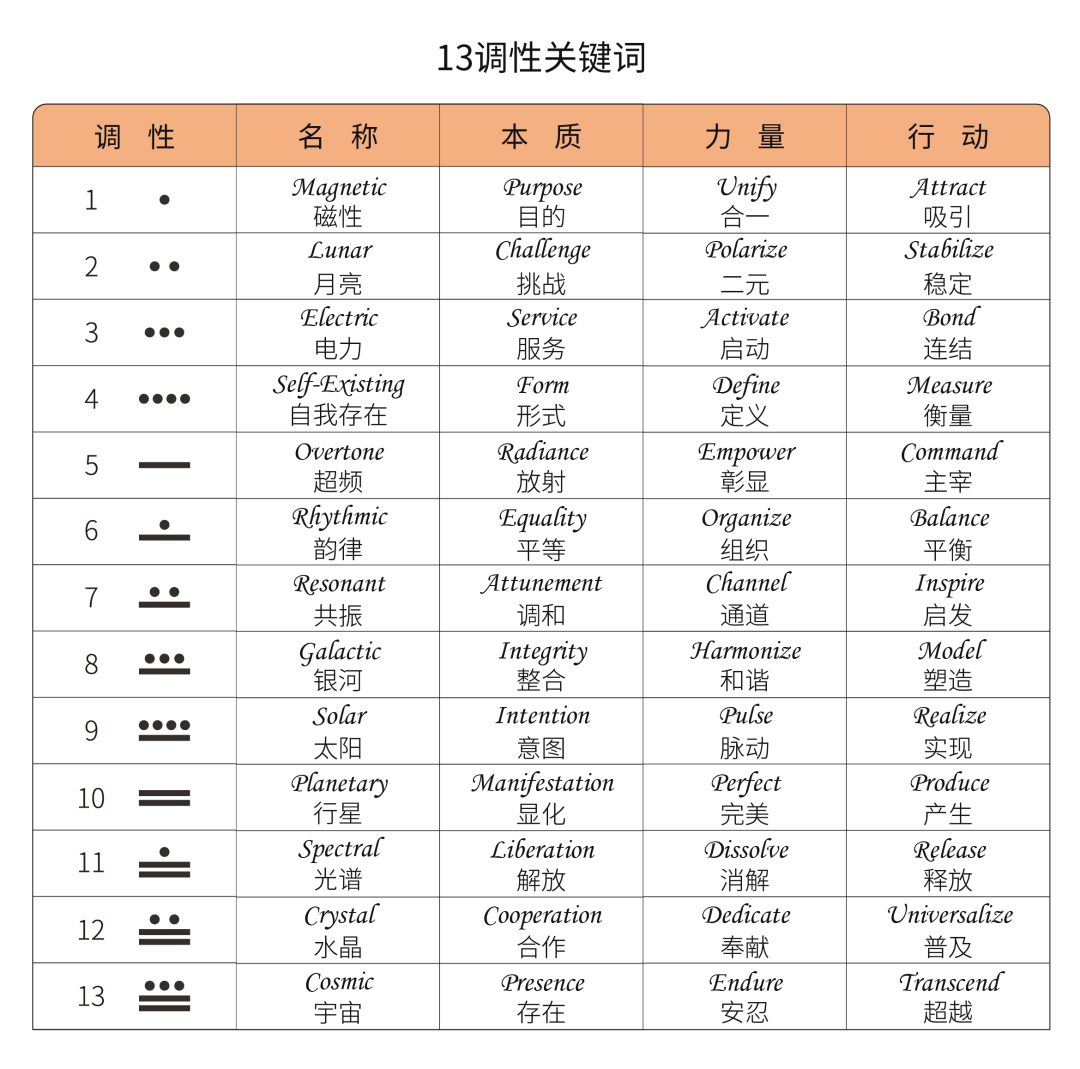 13调性关键词
调 性 名 称 本 质 力 量 行 动
1 Magnetic Purpose Unify Attract
磁性 目的 合一 吸引
2 Lunar Challenge Polarize Stabilize
月亮 挑战 二元 稳定
3 Electric Service Activate Bond
电力 服务 启动 连结
4 Self-Existing Form Define Measure
自我存在 形式 定义 衡量
5 Overtone Radiance Empower Command
超频 放射 彰显 主宰
6 Rhythmic Equality Organize Balance
韵律 平等 组织 平衡
7 Resonant Attunement Channel Inspire
共振 调和 通道 启发
8 Galactic Integrity Harmonize Model
银河 整合 和谐 塑造
9 Solar Intention Pulse Realize
太阳 意图 脉动 实现
10 Planetary Manifestation Perfect Produce
行星 显化 完美 产生
11 Spectral Liberation Dissolve Release
光谱 解放 消解 释放
12 Crystal Cooperation Dedicate Universalize
水晶 合作 奉献 普及
13 Cosmic Presence Endure Transcend
宇宙 存在 安忍 超越